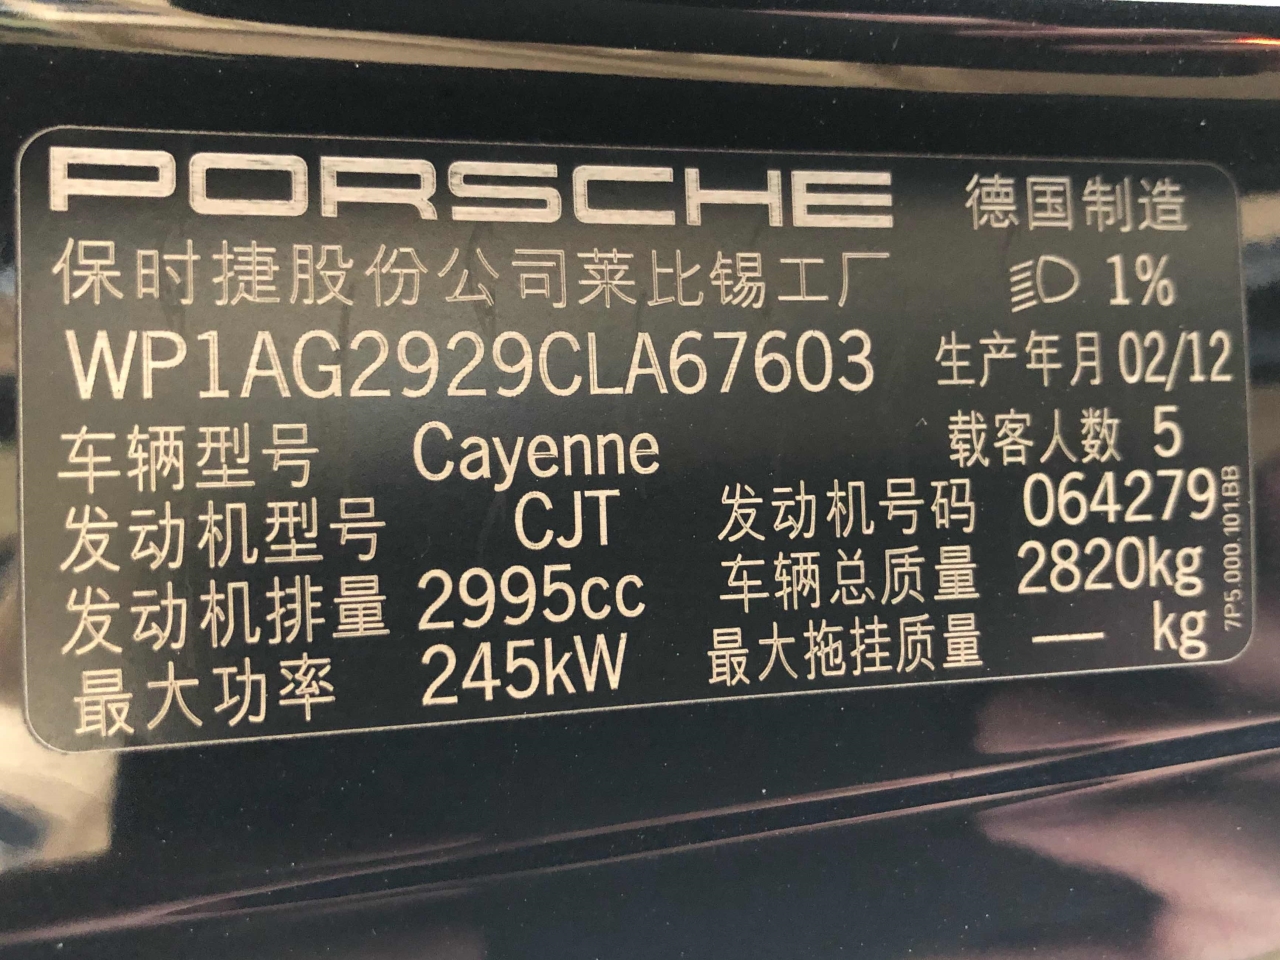 PORSCHE 德国制造
保时捷股份公司莱比锡工厂 1%
WP1AG2929CLA67603 生产年月 02/12
车辆型号 Cayenne 载客人数 5
发动机型号 CJT 发动机号码 064279
发动机排量 2995cc 车辆总质量 2820kg
最大功率 245kW 最大拖挂质量 — kg
7P5.000.101.BB